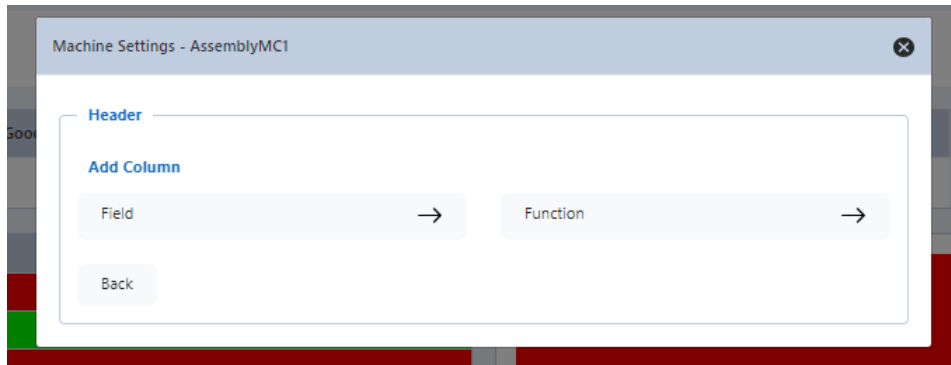 Machine Settings - AssemblyMC1
Header
Add Column
Field
Function
Back